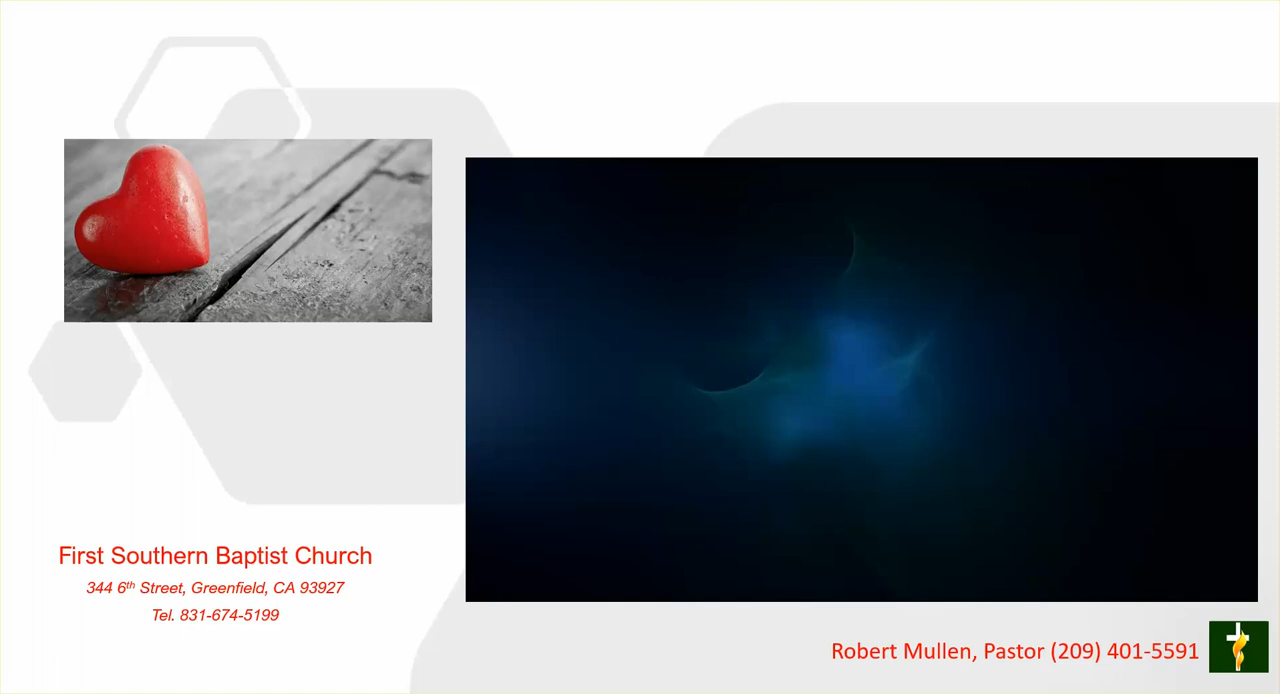 First Southern Baptist Church
344 6th Street, Greenfield, CA 93927
Tel. 831-674-5199
Robert Mullen, Pastor (209) 401-5591